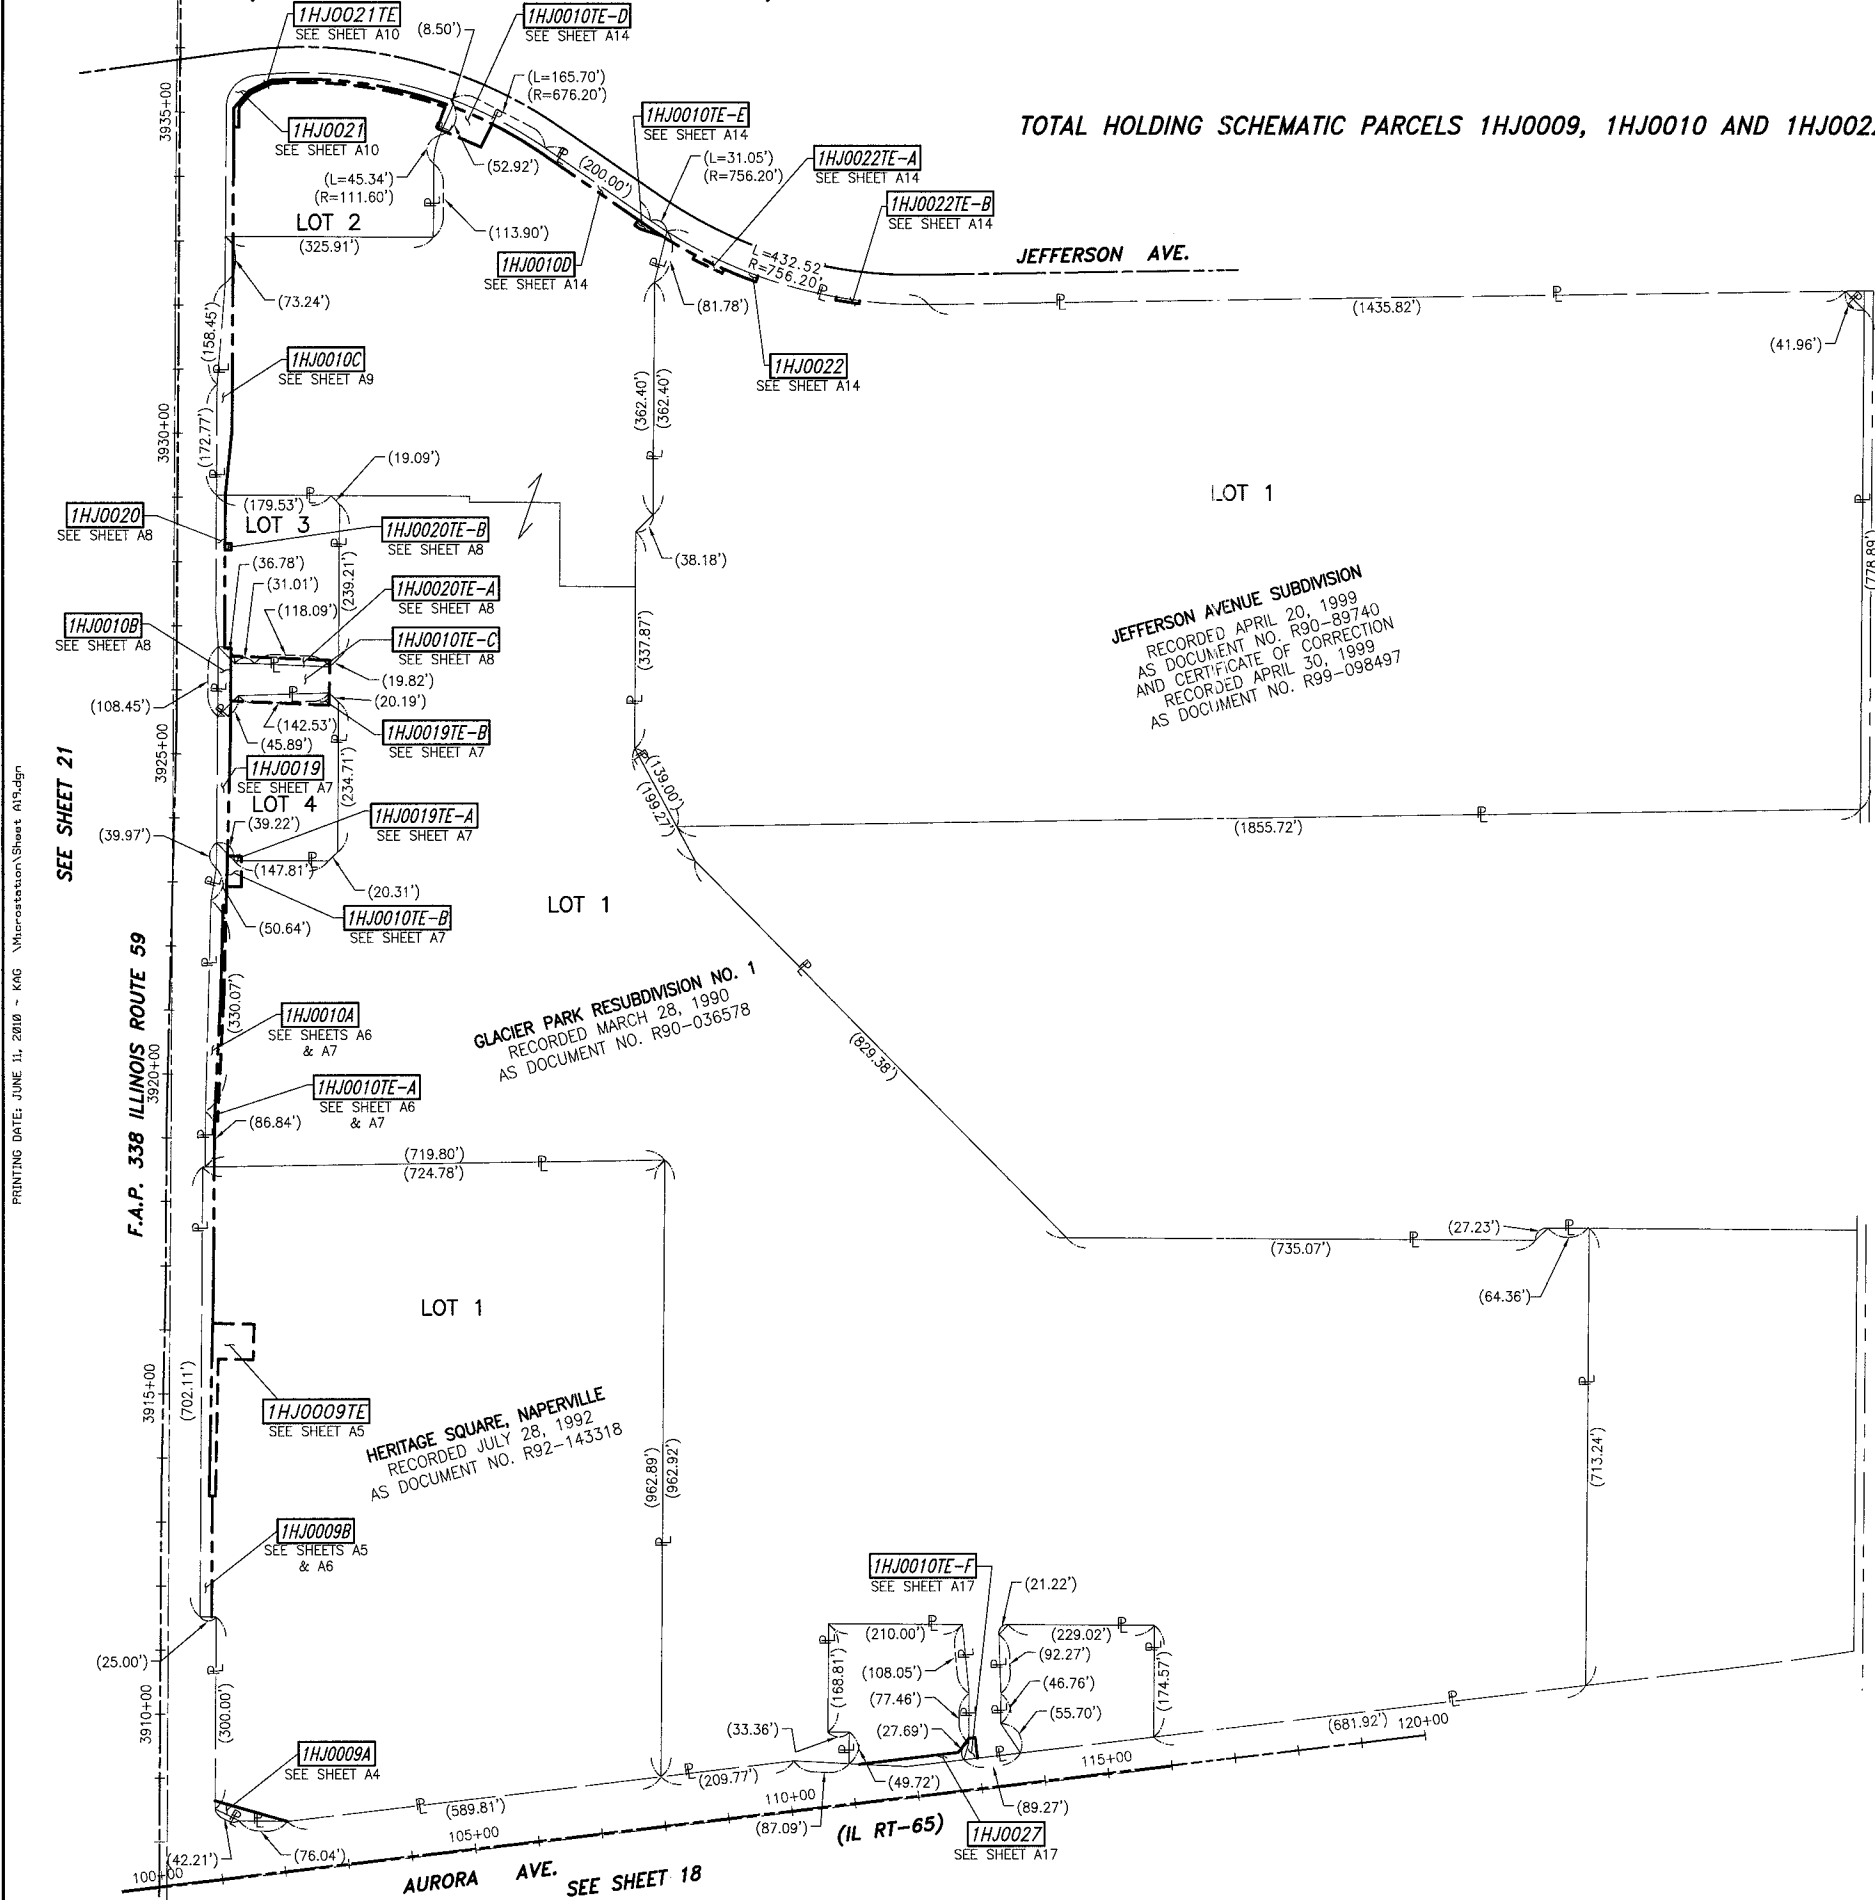 1HJ0021TE
SEE SHEET A10
(8.50')
1HJ0010TE-D
SEE SHEET A14
(L=165.70')
(R=676.20')
1HJ0010TE-E
SEE SHEET A14
TOTAL HOLDING SCHEMATIC PARCELS 1HJ0009, 1HJ0010 AND 1HJ002
3935+00
1HJ0021
SEE SHEET A10
(L=45.34')
(R=111.60')
(52.92')
(200.00')
(L=31.05')
(R=756.20')
1HJ0022TE-A
SEE SHEET A14
1HJ0022TE-B
SEE SHEET A14
LOT 2
(325.91')
(113.90')
1HJ0010D
SEE SHEET A14
L=432.52'
R=756.20'
JEFFERSON AVE.
(73.24')
(81.78')
(1435.82')
(41.96')
(158.45')
1HJ0010C
SEE SHEET A9
1HJ0022
SEE SHEET A14
(362.40')
(362.40')
(172.77')
3930+00
(19.09')
(179.53')
LOT 3
LOT 1
1HJ0020
SEE SHEET A8
1HJ0020TE-B
SEE SHEET A8
(778.89')
(36.78')
(31.01')
(118.09')
(239.21')
(38.18')
1HJ0020TE-A
SEE SHEET A8
1HJ0010B
SEE SHEET A8
1HJ0010TE-C
SEE SHEET A8
(337.87')
JEFFERSON AVENUE SUBDIVISION
RECORDED APRIL 20, 1999
AS DOCUMENT NO. R90-89740
AND CERTIFICATE OF CORRECTION
RECORDED APRIL 30, 1999
AS DOCUMENT NO. R99-098497
(19.82')
(20.19')
(108.45')
(142.53')
(45.89')
1HJ0019TE-B
SEE SHEET A7
3925+00
SEE SHEET 21
1HJ0019
SEE SHEET A7
LOT 4
(234.71')
(139.00')
(199.27')
(39.97')
(39.22')
1HJ0019TE-A
SEE SHEET A7
(1855.72')
(147.81')
(20.31')
LOT 1
1HJ0010TE-B
SEE SHEET A7
(50.64')
F.A.P. 338 ILLINOIS ROUTE 59
PRINTING DATE: JUNE 11, 2010 ~ KAG \Microstation\Sheet A19.dgn
(330.07')
1HJ0010A
SEE SHEETS A6
& A7
GLACIER PARK RESUBDIVISION NO. 1
RECORDED MARCH 28, 1990
AS DOCUMENT NO. R90-036578
(829.38')
3920+00
1HJ0010TE-A
SEE SHEET A6
& A7
(86.84')
(719.80')
(724.78')
(735.07')
(27.23')
(64.36')
LOT 1
3915+00
(702.11')
1HJ0009TE
SEE SHEET A5
HERITAGE SQUARE, NAPERVILLE
RECORDED JULY 28, 1992
AS DOCUMENT NO. R92-143318
(962.89')
(962.92')
(713.24')
1HJ0009B
SEE SHEETS A5
& A6
1HJ0010TE-F
SEE SHEET A17
(21.22')
(25.00')
(210.00')
(229.02')
(108.05')
(92.27')
(168.81')
(77.46')
(46.76')
(174.57')
3910+00
(300.00')
(33.36')
(27.69')
(55.70')
(681.92')
120+00
1HJ0009A
SEE SHEET A4
115+00
(209.77')
(49.72')
110+00
(589.81')
(87.09')
(89.27')
(IL RT-65)
1HJ0027
SEE SHEET A17
105+00
(42.21')
(76.04')
100+00
AURORA AVE.
SEE SHEET 18